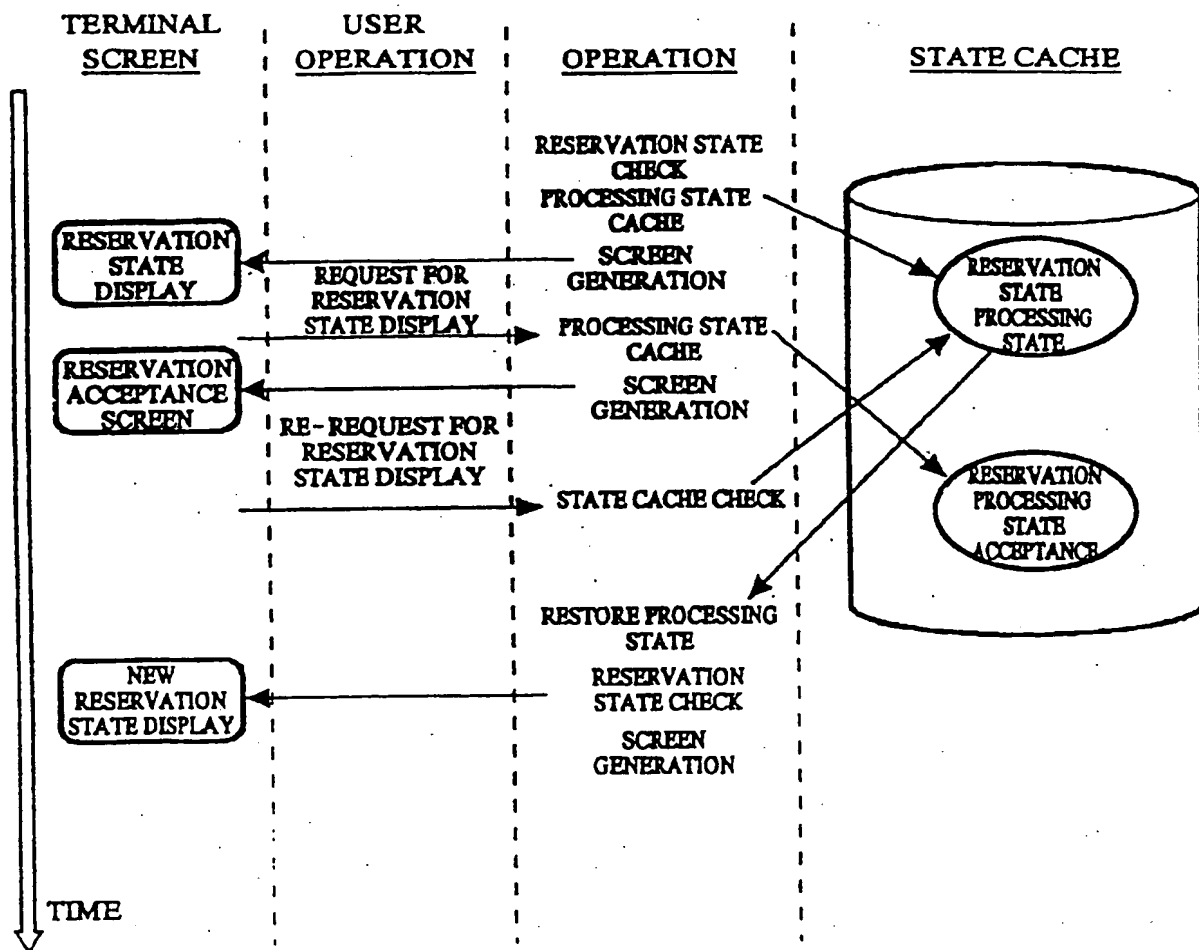 TERMINAL
SCREEN
USER
OPERATION
OPERATION
STATE CACHE
RESERVATION STATE
CHECK
PROCESSING STATE
CACHE
SCREEN
GENERATION
RESERVATION
STATE
DISPLAY
REQUEST FOR
RESERVATION
STATE DISPLAY
PROCESSING STATE
CACHE
SCREEN
GENERATION
RESERVATION
ACCEPTANCE
SCREEN
RE-REQUEST FOR
RESERVATION
STATE DISPLAY
STATE CACHE CHECK
RESERVATION
STATE
PROCESSING
STATE
RESERVATION
PROCESSING
STATE
ACCEPTANCE
RESTORE PROCESSING
STATE
RESERVATION
STATE CHECK
SCREEN
GENERATION
NEW
RESERVATION
STATE DISPLAY
TIME